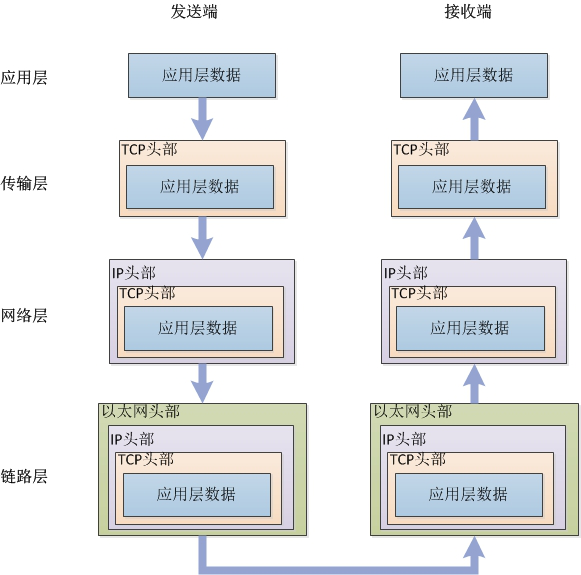 发送端
接收端
应用层
应用层数据
应用层数据
传输层
TCP头部
应用层数据
TCP头部
应用层数据
网络层
IP头部
TCP头部
应用层数据
IP头部
TCP头部
应用层数据
链路层
以太网头部
IP头部
TCP头部
应用层数据
以太网头部
IP头部
TCP头部
应用层数据